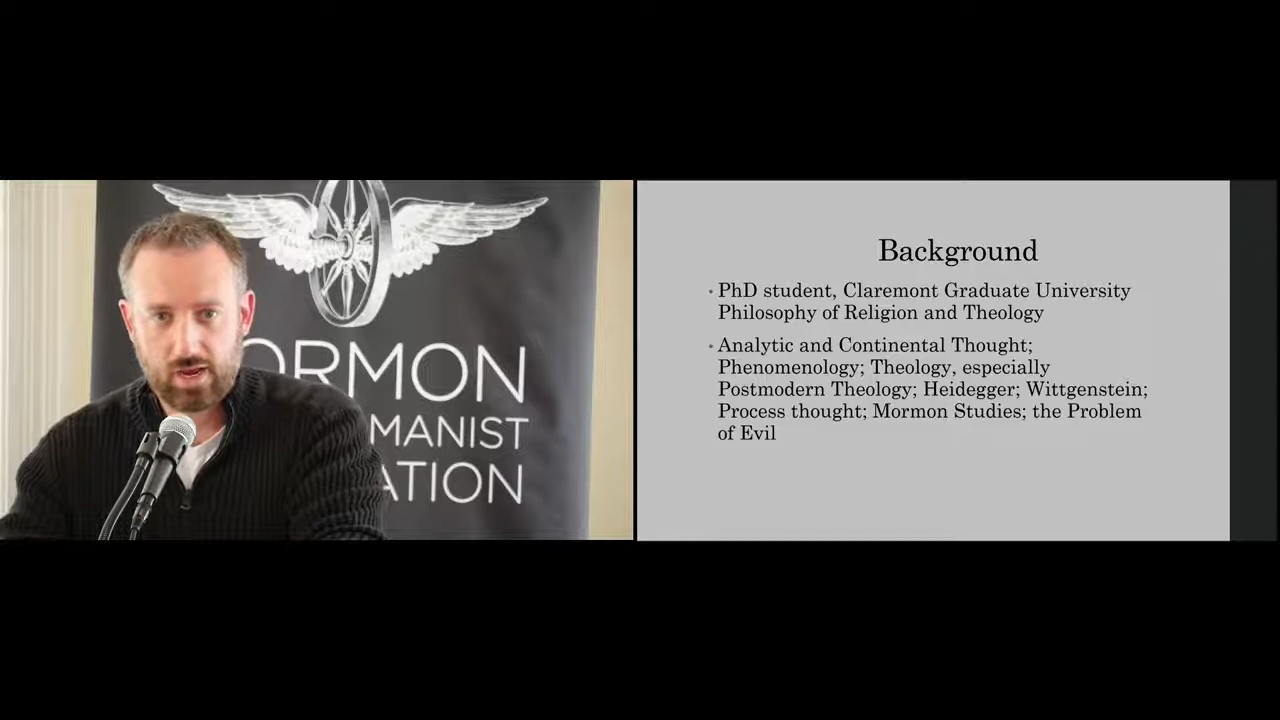 ORMON
MANIST
ATION
Background
• PhD student, Claremont Graduate University
Philosophy of Religion and Theology
• Analytic and Continental Thought;
Phenomenology; Theology, especially
Postmodern Theology; Heidegger; Wittgenstein;
Process thought; Mormon Studies; the Problem
of Evil